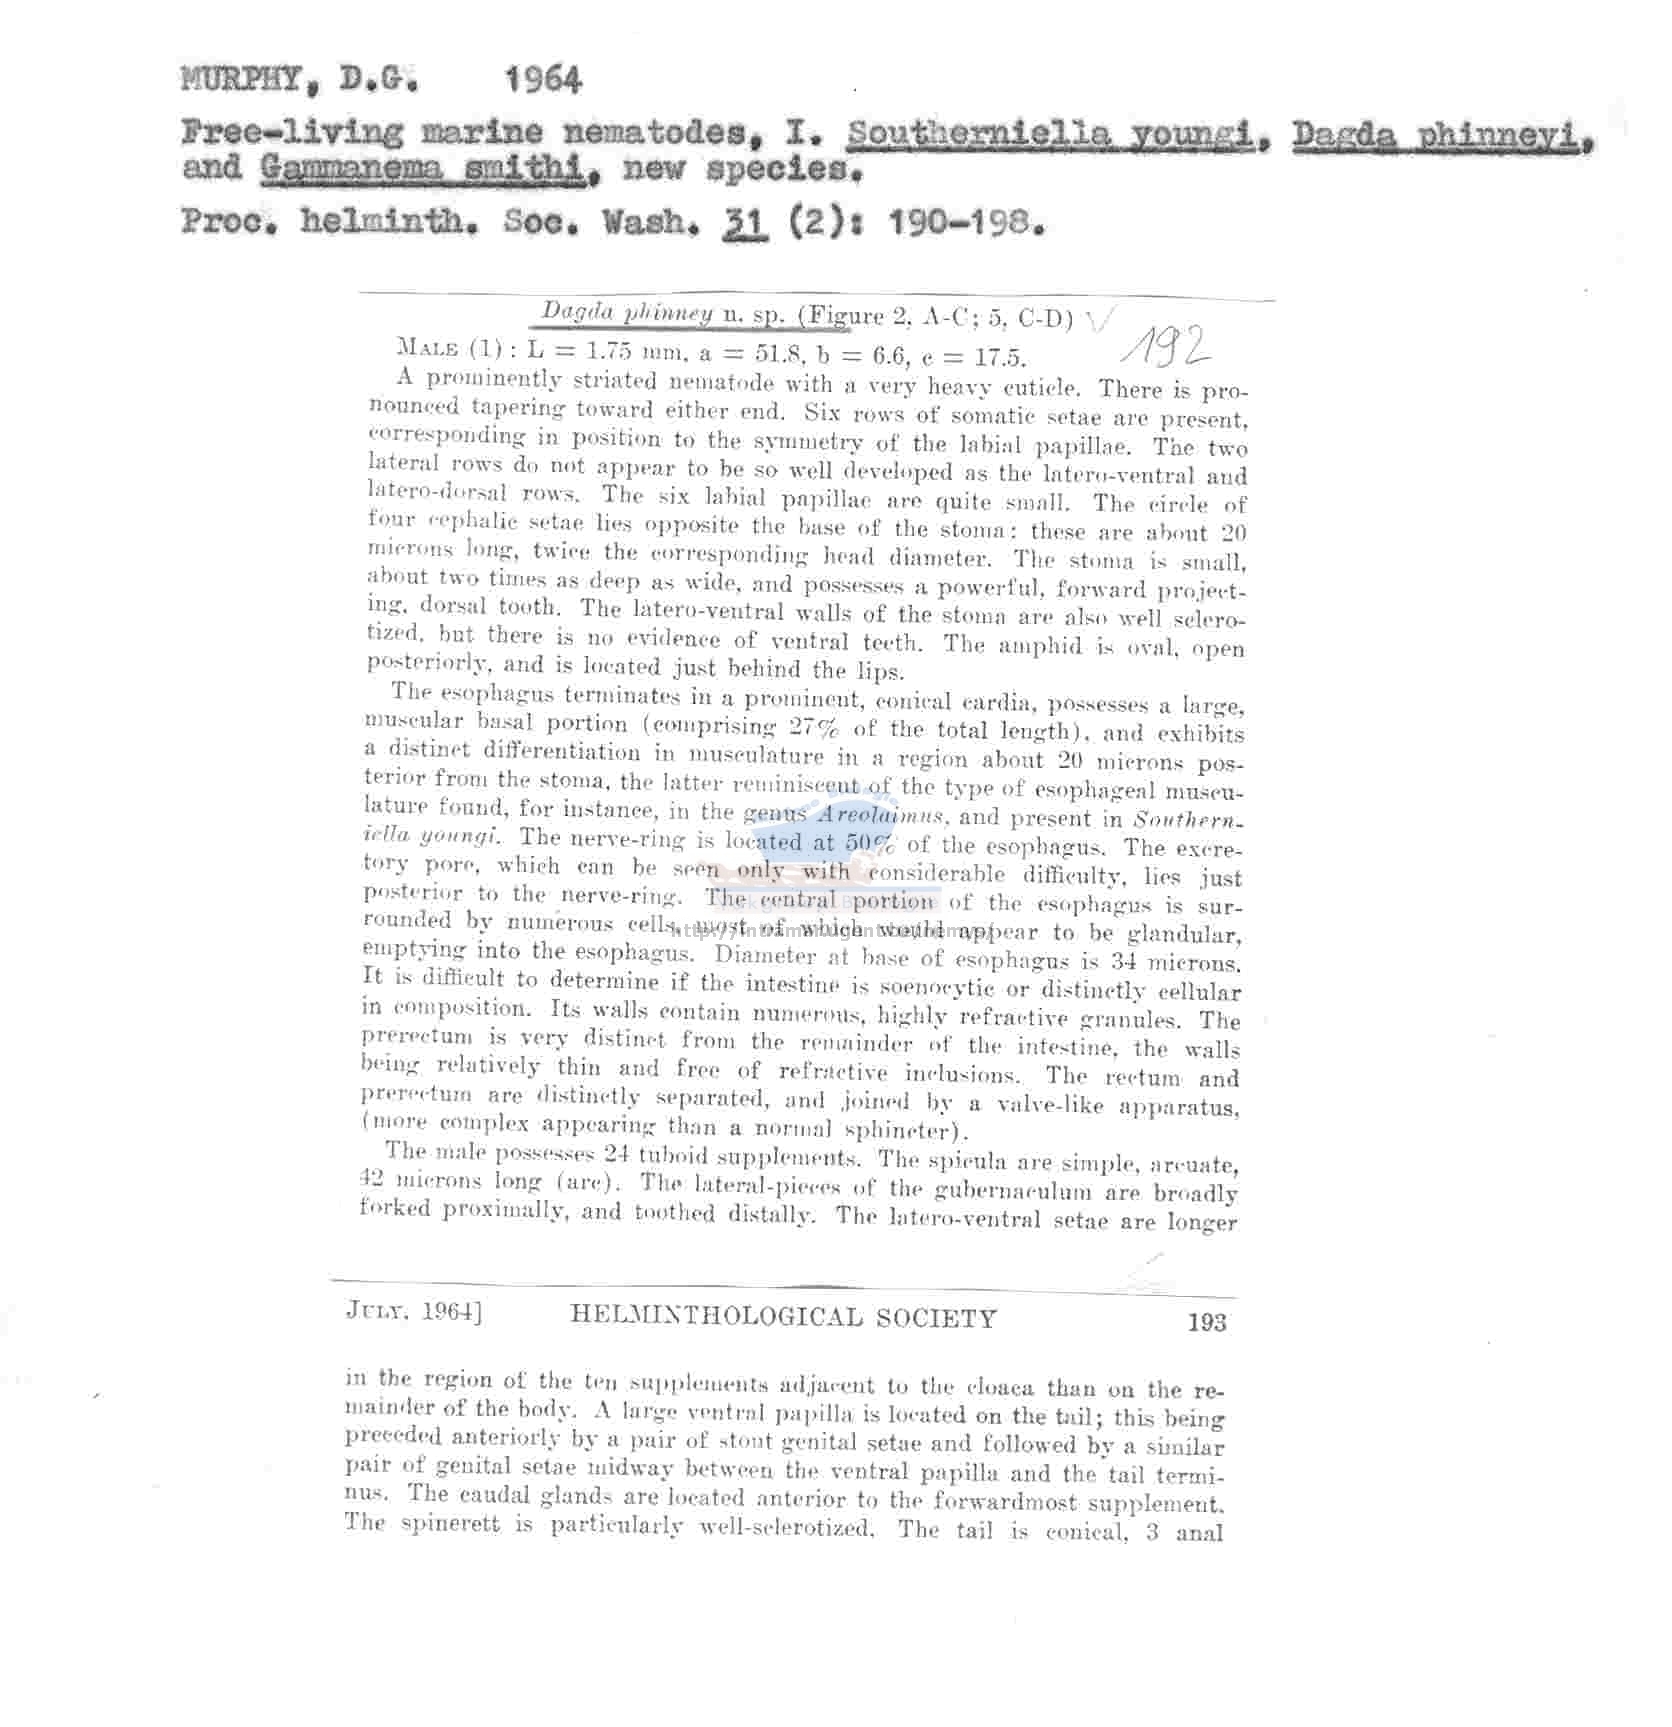 MURPHY, D.G. 1964
Free-living marine nematodes, I. Southerniella youngi, Dagda phinneyi,
and Gammanema smithi, new species.
Proc. helminth. Soc. Wash. 31 (2): 190-198.
Dagda phinney n. sp. (Figure 2, A-C; 5, C-D)
192
MALE (1): L = 1.75 mm, a = 51.8, b = 6.6, c = 17.5.
A prominently striated nematode with a very heavy cuticle. There is pro-
nounced tapering toward either end. Six rows of somatic setae are present,
corresponding in position to the symmetry of the labial papillae. The two
lateral rows do not appear to be so well developed as the latero-ventral and
latero-dorsal rows. The six labial papillae are quite small. The circle of
four cephalic setae lies opposite the base of the stoma: these are about 20
microns long, twice the corresponding head diameter. The stoma is small,
about two times as deep as wide, and possesses a powerful, forward project-
ing, dorsal tooth. The latero-ventral walls of the stoma are also well sclero-
tized, but there is no evidence of ventral teeth. The amphid is oval, open
posteriorly, and is located just behind the lips.
The esophagus terminates in a prominent, conical cardia, possesses a large,
muscular basal portion (comprising 27% of the total length), and exhibits
a distinct differentiation in musculature in a region about 20 microns pos-
terior from the stoma, the latter reminiscent of the type of esophageal muscu-
lature found, for instance, in the genus Areolaimus, and present in Southern-
iella youngi. The nerve-ring is located at 50% of the esophagus. The excre-
tory pore, which can be seen only with considerable difficulty, lies just
posterior to the nerve-ring. The central portion of the esophagus is sur-
rounded by numerous cells, most of which would appear to be glandular,
emptying into the esophagus. Diameter at base of esophagus is 34 microns.
It is difficult to determine if the intestine is soenocytic or distinctly cellular
in composition. Its walls contain numerous, highly refractive granules. The
prerectum is very distinct from the remainder of the intestine, the walls
being relatively thin and free of refractive inclusions. The rectum and
prerectum are distinctly separated, and joined by a valve-like apparatus,
(more complex appearing than a normal sphincter).
The male possesses 24 tuboid supplements. The spicula are simple, arcuate,
42 microns long (arc). The lateral-pieces of the gubernaculum are broadly
forked proximally, and toothed distally. The latero-ventral setae are longer
JULY, 1964] HELMINTHOLOGICAL SOCIETY 193
in the region of the ten supplements adjacent to the cloaca than on the re-
mainder of the body. A large ventral papilla is located on the tail; this being
preceded anteriorly by a pair of stout genital setae and followed by a similar
pair of genital setae midway between the ventral papilla and the tail termi-
nus. The caudal glands are located anterior to the forwardmost supplement.
The spinerett is particularly well-sclerotized. The tail is conical, 3 anal